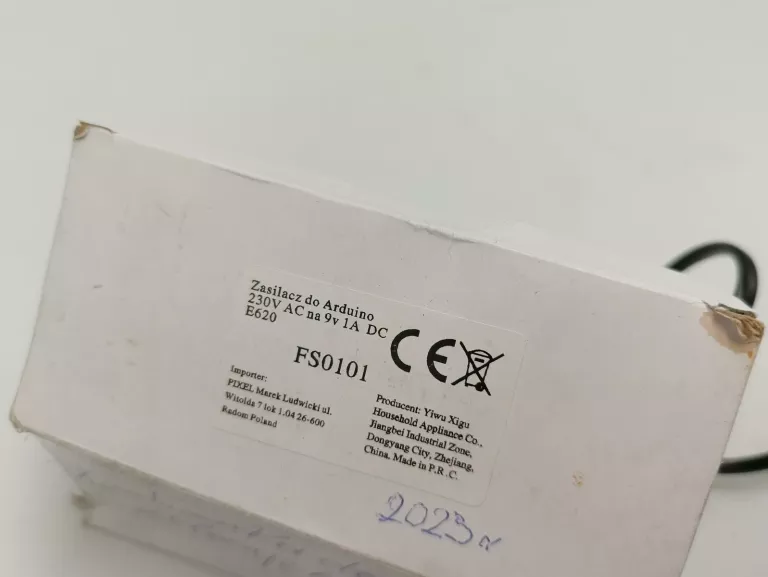 Zasilacz do Arduino
230V AC na 9v 1A DC
E620
CE
FS0101
Importer:
PIXEL Marek Ludwicki ul.
Witolda 7 lok 1.04 26-600
Radom Poland
Producent: Yiwu Xigu
Household Appliance Co.,
Jiangbei Industrial Zone,
Dongyang City, Zhejiang,
China. Made in P.R.C.
2023r